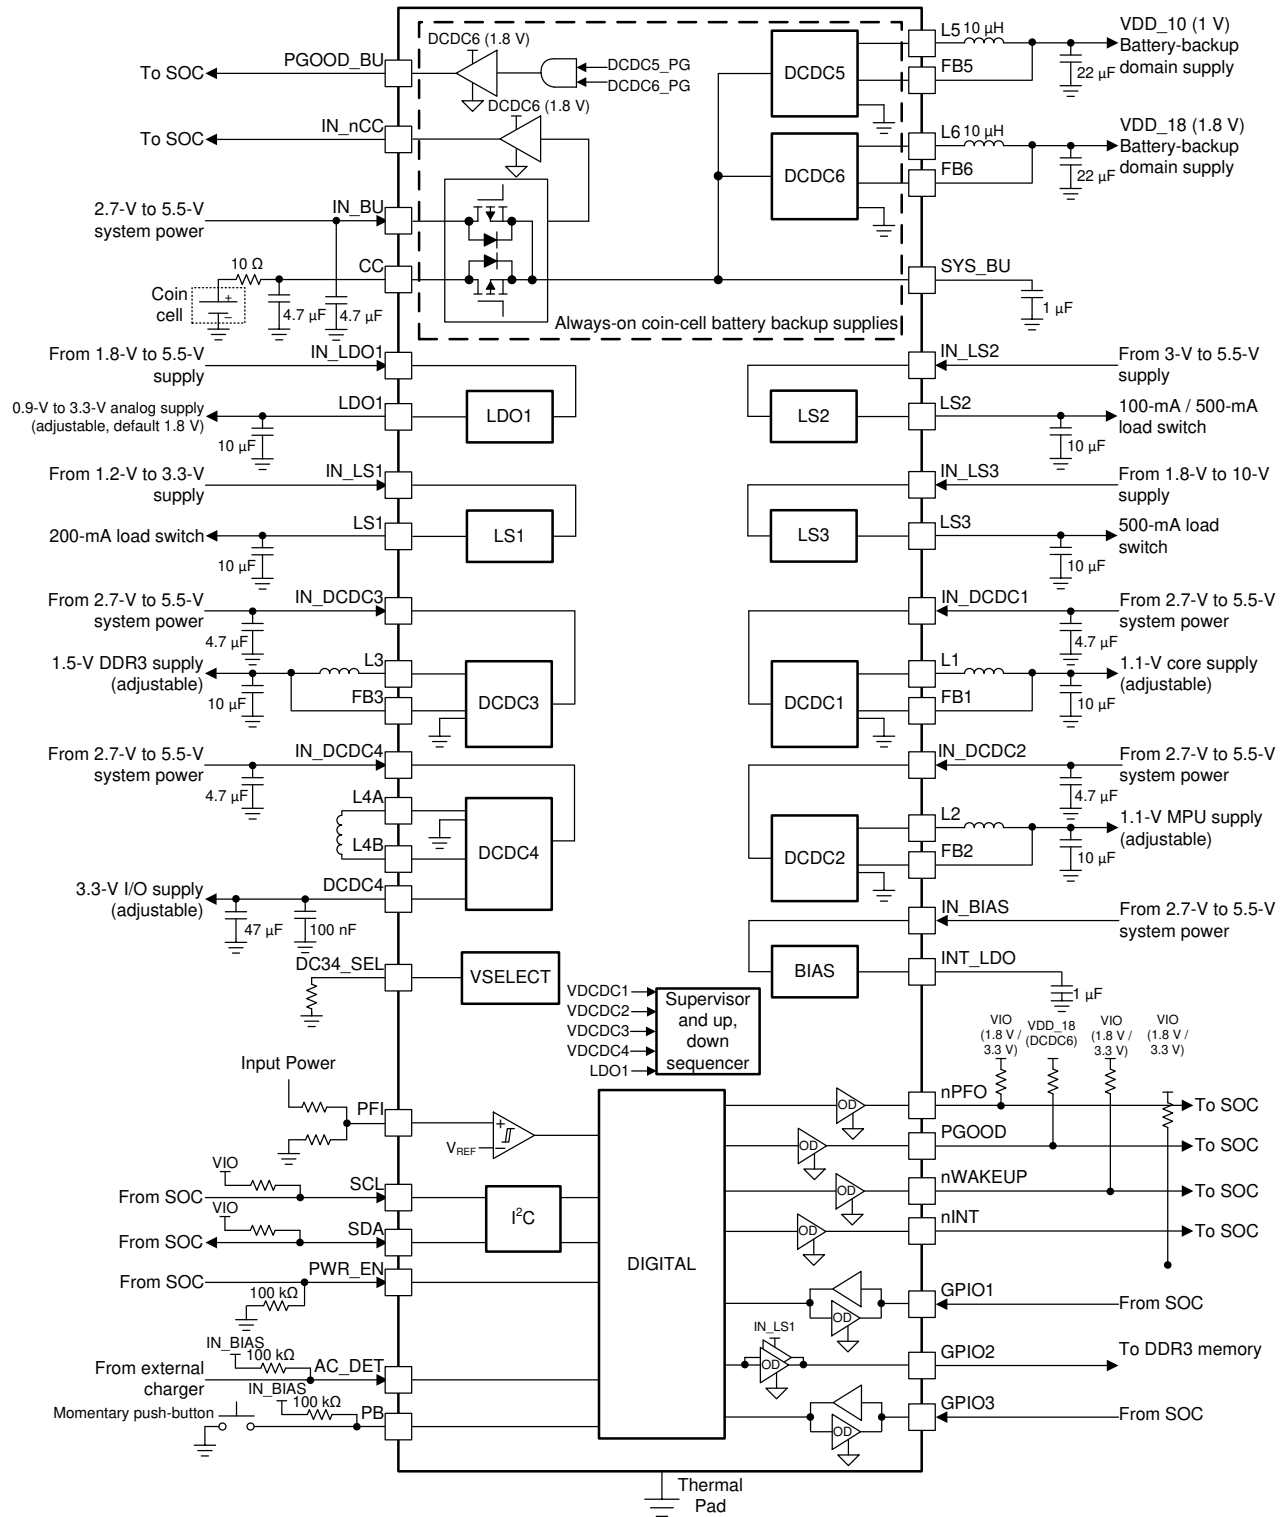 DCDC6 (1.8 V)
PGOOD_BU
To SOC
DCDC5_PG
DCDC6_PG
DCDC6 (1.8 V)
IN_nCC
To SOC
2.7-V to 5.5-V
system power
IN_BU
10 Ω
CC
Coin
cell
+
−
4.7 µF
4.7 µF
DCDC5
DCDC6
Always-on coin-cell battery backup supplies
L5
10 µH
FB5
22 µF
VDD_10 (1 V)
Battery-backup
domain supply
L6
10 µH
FB6
22 µF
VDD_18 (1.8 V)
Battery-backup
domain supply
SYS_BU
1 µF
From 1.8-V to 5.5-V
supply
IN_LDO1
0.9-V to 3.3-V analog supply
(adjustable, default 1.8 V)
LDO1
10 µF
LDO1
IN_LS2
From 3-V to 5.5-V
supply
LS2
LS2
100-mA / 500-mA
load switch
10 µF
From 1.2-V to 3.3-V
supply
IN_LS1
200-mA load switch
LS1
10 µF
LS1
IN_LS3
From 1.8-V to 10-V
supply
LS3
LS3
500-mA load
switch
10 µF
From 2.7-V to 5.5-V
system power
IN_DCDC3
4.7 µF
1.5-V DDR3 supply
(adjustable)
L3
10 µF
FB3
DCDC3
IN_DCDC1
From 2.7-V to 5.5-V
system power
4.7 µF
DCDC1
L1
FB1
1.1-V core supply
(adjustable)
10 µF
From 2.7-V to 5.5-V
system power
IN_DCDC4
4.7 µF
L4A
L4B
DCDC4
DCDC4
3.3-V I/O supply
(adjustable)
47 µF
100 nF
IN_DCDC2
From 2.7-V to 5.5-V
system power
4.7 µF
DCDC2
L2
FB2
1.1-V MPU supply
(adjustable)
10 µF
IN_BIAS
From 2.7-V to 5.5-V
system power
BIAS
INT_LDO
1 µF
DC34_SEL
VSELECT
VDCDC1
VDCDC2
VDCDC3
VDCDC4
LDO1
Supervisor
and up,
down
sequencer
VIO
(1.8 V /
3.3 V)
VDD_18
(DCDC6)
VIO
(1.8 V /
3.3 V)
VIO
(1.8 V /
3.3 V)
Input Power
PFI
+
−
VREF
DIGITAL
OD
nPFO
To SOC
OD
PGOOD
To SOC
OD
nWAKEUP
To SOC
OD
nINT
To SOC
VIO
From SOC
SCL
VIO
From SOC
SDA
I2C
From SOC
PWR_EN
100 kΩ
OD
GPIO1
From SOC
IN_LS1
OD
GPIO2
To DDR3 memory
OD
GPIO3
From SOC
IN_BIAS
100 kΩ
From external
charger
AC_DET
IN_BIAS
100 kΩ
Momentary push-button
PB
Thermal
Pad